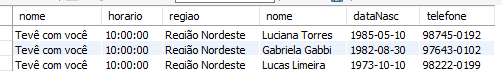 nome horario regiao nome dataNasc telefone
Tevê com você 10:00:00 Região Nordeste Luciana Torres 1985-05-10 98745-0192
Tevê com você 10:00:00 Região Nordeste Gabriela Gabbi 1982-08-30 97643-0102
Tevê com você 10:00:00 Região Nordeste Lucas Limeira 1973-10-10 98222-0199